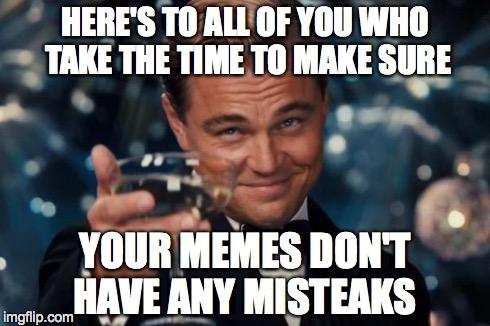 HERE'S TO ALL OF YOU WHO
TAKE THE TIME TO MAKE SURE
YOUR MEMES DON'T
HAVE ANY MISTEAKS
imgflip.com